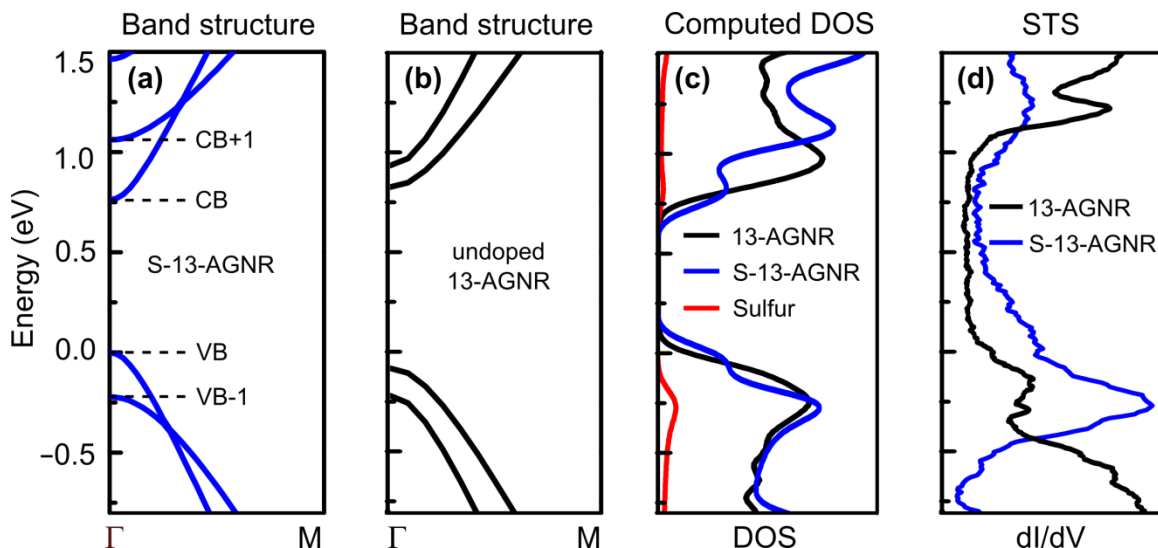 Band structure
Band structure
Computed DOS
STS
(a)
(b)
(c)
(d)
Energy (eV)
1.5
1.0
0.5
0.0
−0.5
CB+1
CB
S-13-AGNR
VB
VB-1
undoped
13-AGNR
13-AGNR
S-13-AGNR
Sulfur
13-AGNR
S-13-AGNR
Γ
M
Γ
M
DOS
dI/dV